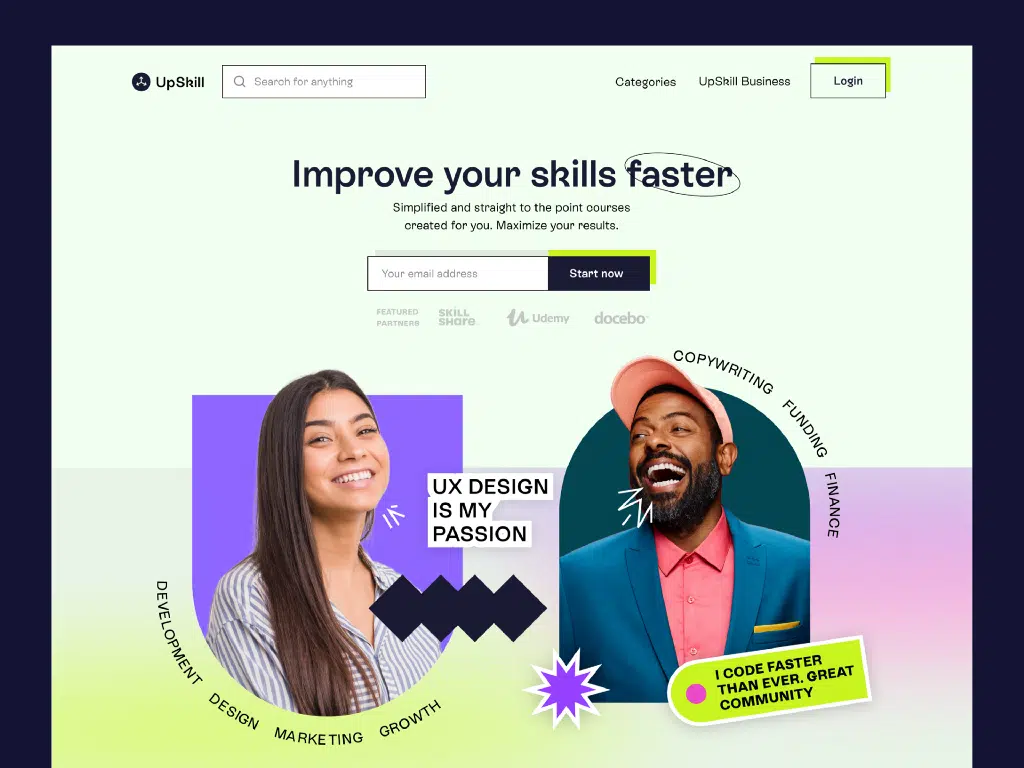 UpSkill
Search for anything
Categories
UpSkill Business
Login
Improve your skills faster
Simplified and straight to the point courses
created for you. Maximize your results.
Your email address
Start now
FEATURED
PARTNERS
SKILL
SHARE
Udemy
docebo
COPYWRITING FUNDING FINANCE
UX DESIGN
IS MY
PASSION
DEVELOPMENT DESIGN MARKETING GROWTH
I CODE FASTER
THAN EVER. GREAT
COMMUNITY